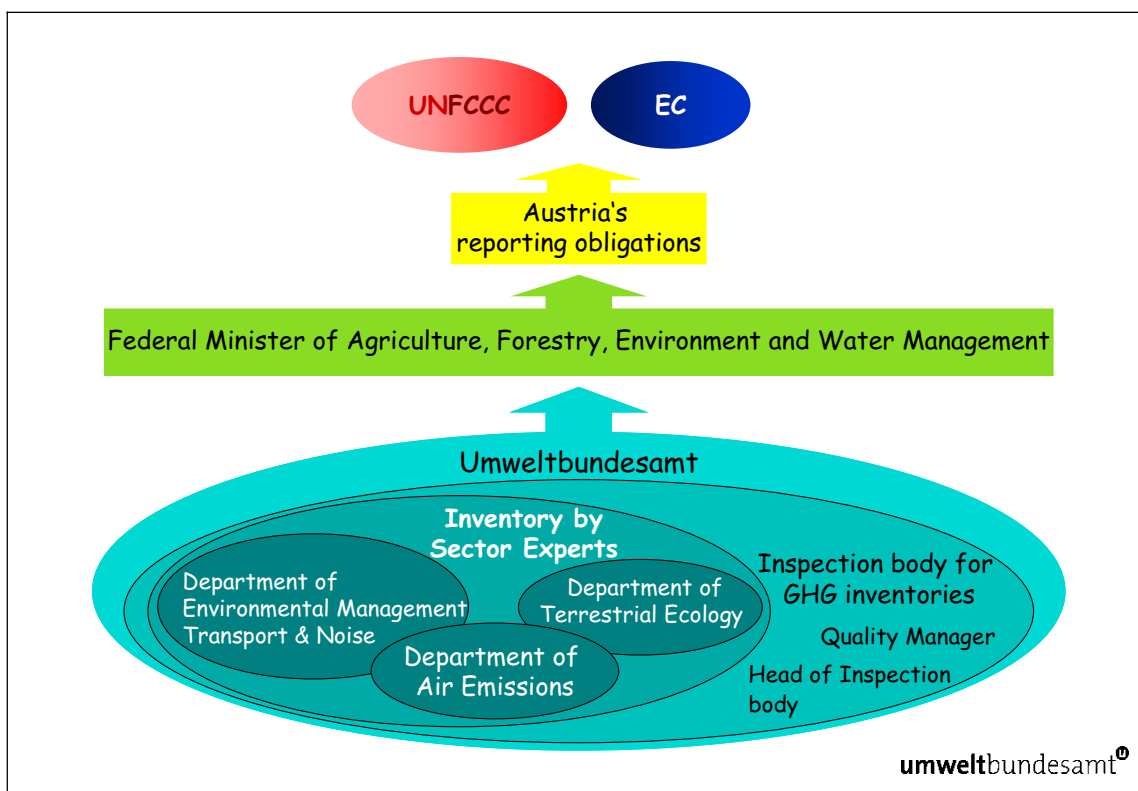 UNFCCC
EC
Austria‘s
reporting obligations
Federal Minister of Agriculture, Forestry, Environment and Water Management
Umweltbundesamt
Inventory by
Sector Experts
Department of
Environmental Management
Transport & Noise
Department of
Terrestrial Ecology
Department of
Air Emissions
Inspection body for
GHG inventories
Quality Manager
Head of Inspection
body
umweltbundesamt